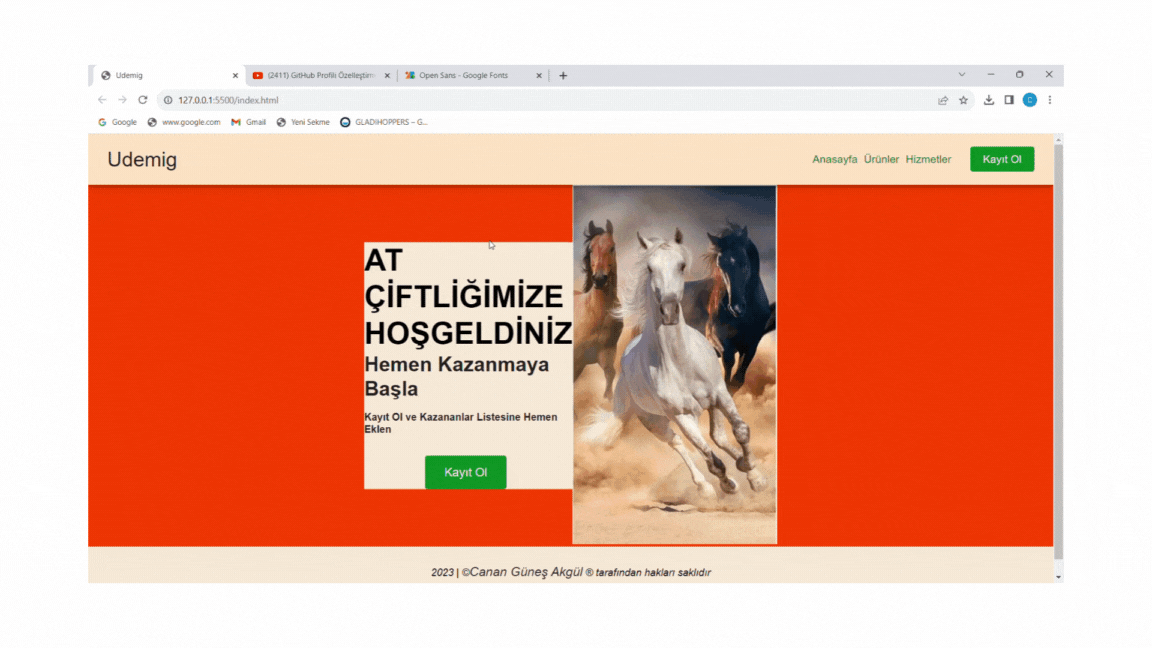 Udemig
(2411) GitHub Profili Özelleştirm
Open Sans - Google Fonts
127.0.0.1:5500/index.html
Google
www.google.com
Gmail
Yeni Sekme
GLADIHOPPERS – G...
Udemig
Anasayfa Ürünler Hizmetler
Kayıt Ol
AT
ÇİFTLİĞİMİZE
HOŞGELDİNİZ
Hemen Kazanmaya
Başla
Kayıt Ol ve Kazananlar Listesine Hemen
Eklen
Kayıt Ol
2023 | ©Canan Güneş Akgül ® tarafından hakları saklıdır